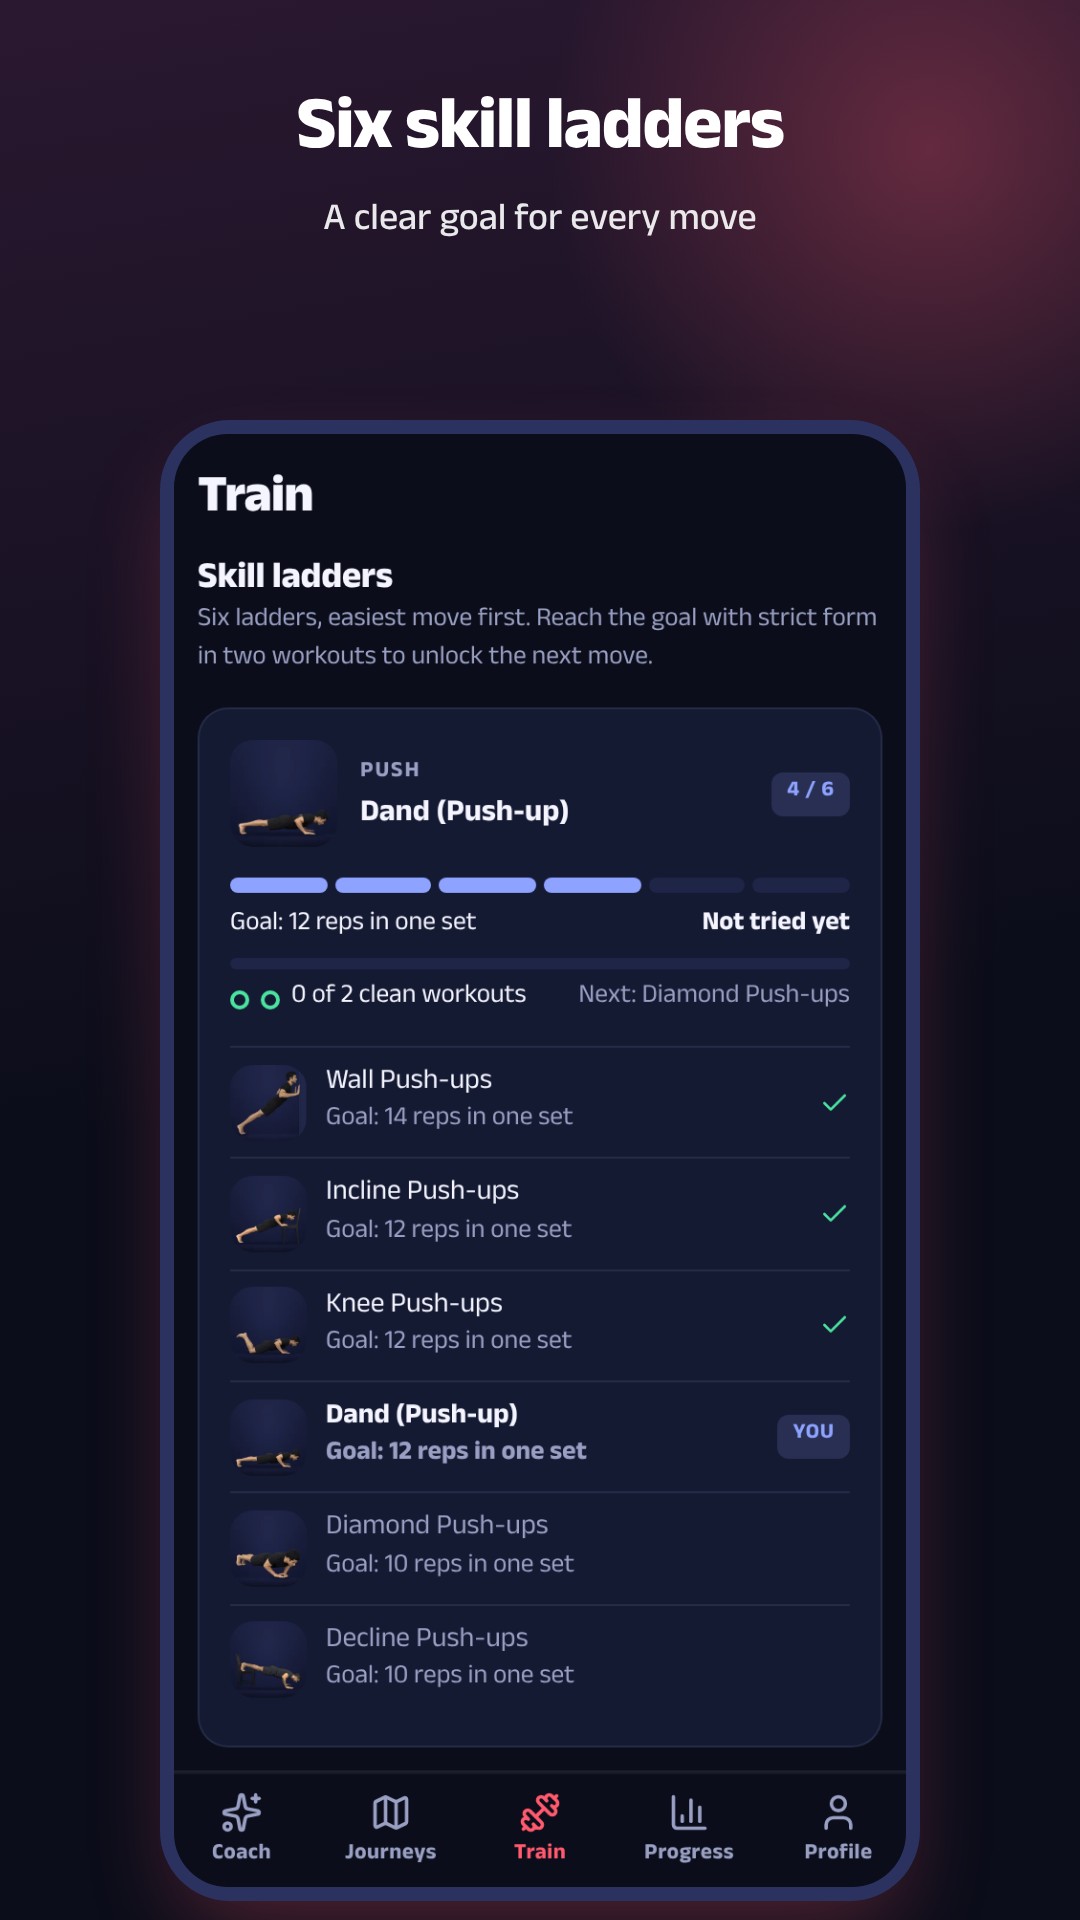 Six skill ladders
A clear goal for every move
Train
Skill ladders
Six ladders, easiest move first. Reach the goal with strict form
in two workouts to unlock the next move.
PUSH
Dand (Push-up)
4 / 6
Goal: 12 reps in one set
Not tried yet
0 of 2 clean workouts
Next: Diamond Push-ups
Wall Push-ups
Goal: 14 reps in one set
Incline Push-ups
Goal: 12 reps in one set
Knee Push-ups
Goal: 12 reps in one set
Dand (Push-up)
Goal: 12 reps in one set
YOU
Diamond Push-ups
Goal: 10 reps in one set
Decline Push-ups
Goal: 10 reps in one set
Coach
Journeys
Train
Progress
Profile